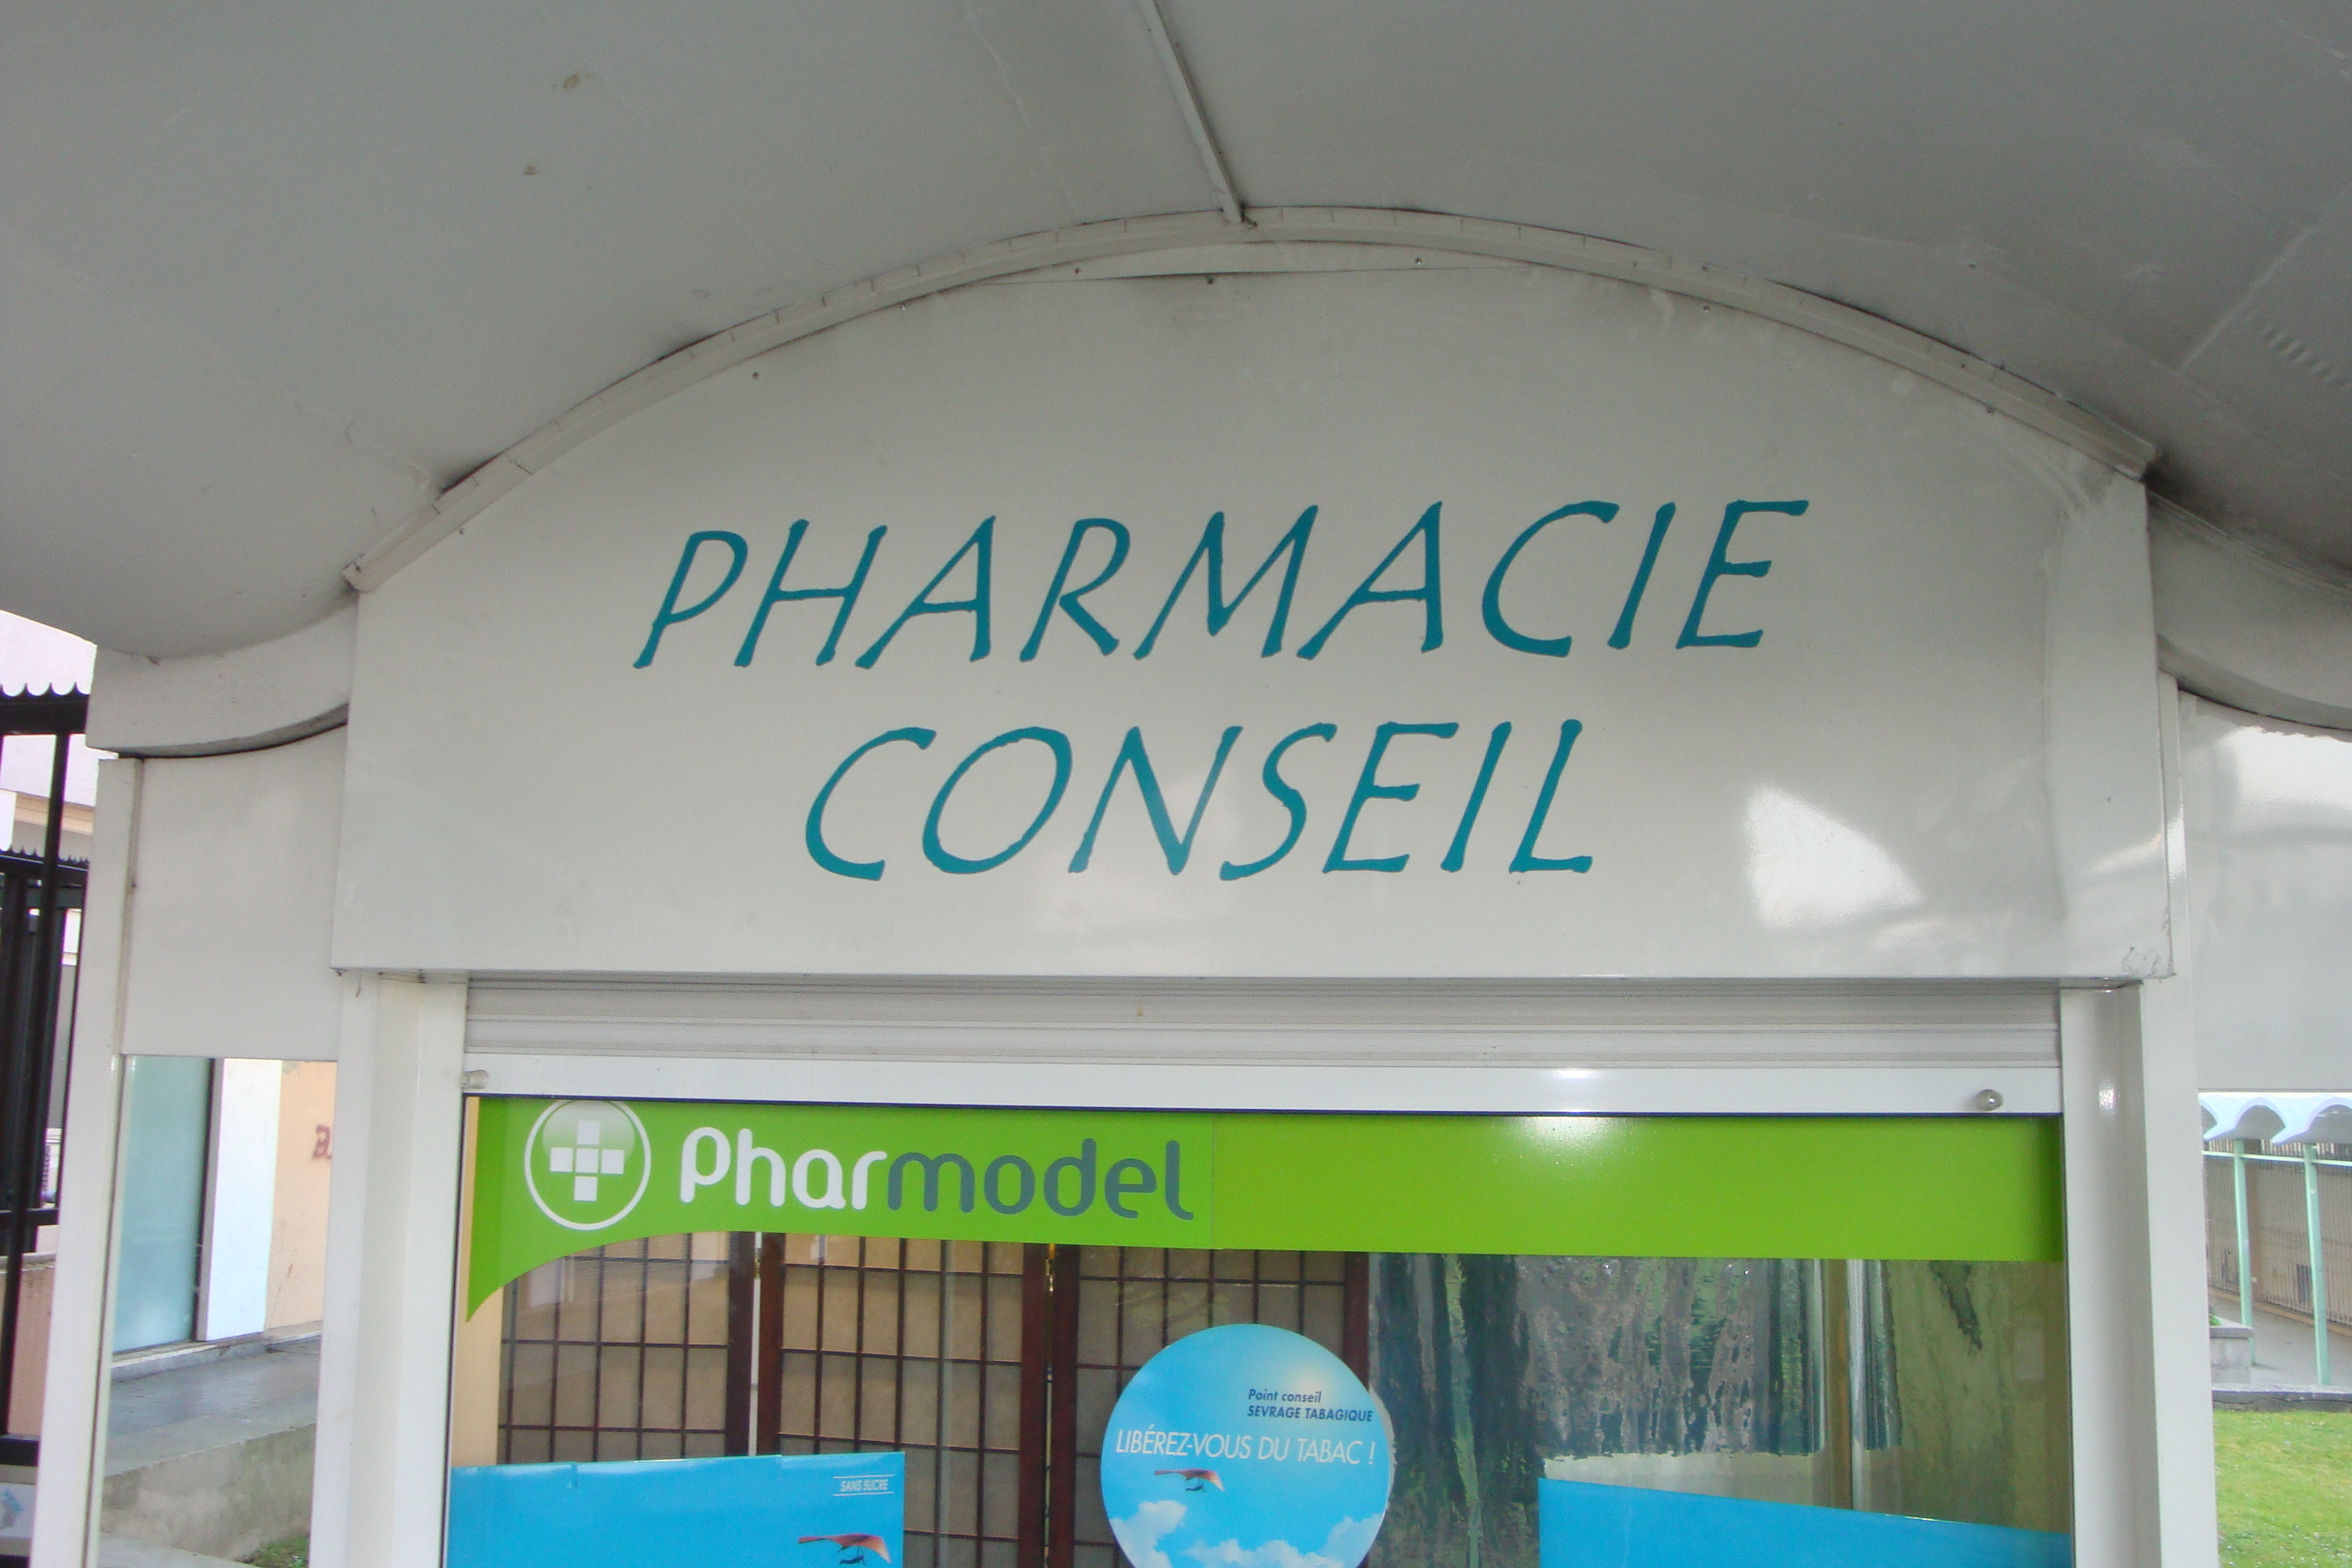 PHARMACIE
CONSEIL
Pharmodel
Point conseil
SEVRAGE TABAGIQUE
LIBÉREZ-VOUS DU TABAC !
SANS SUCRE